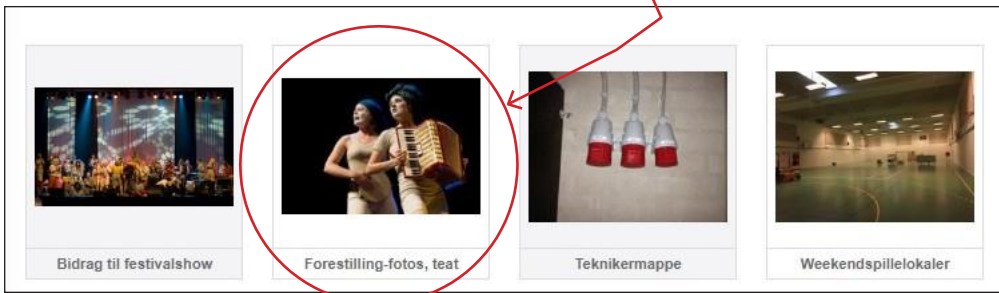 Bidrag til festivalshow
Forestilling-fotos, teat
Teknikermappe
Weekendspillelokaler